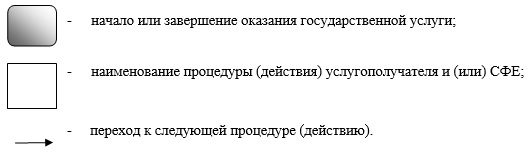 - начало или завершение оказания государственной услуги;
- наименование процедуры (действия) услугополучателя и (или) СФЕ;
- переход к следующей процедуре (действию).